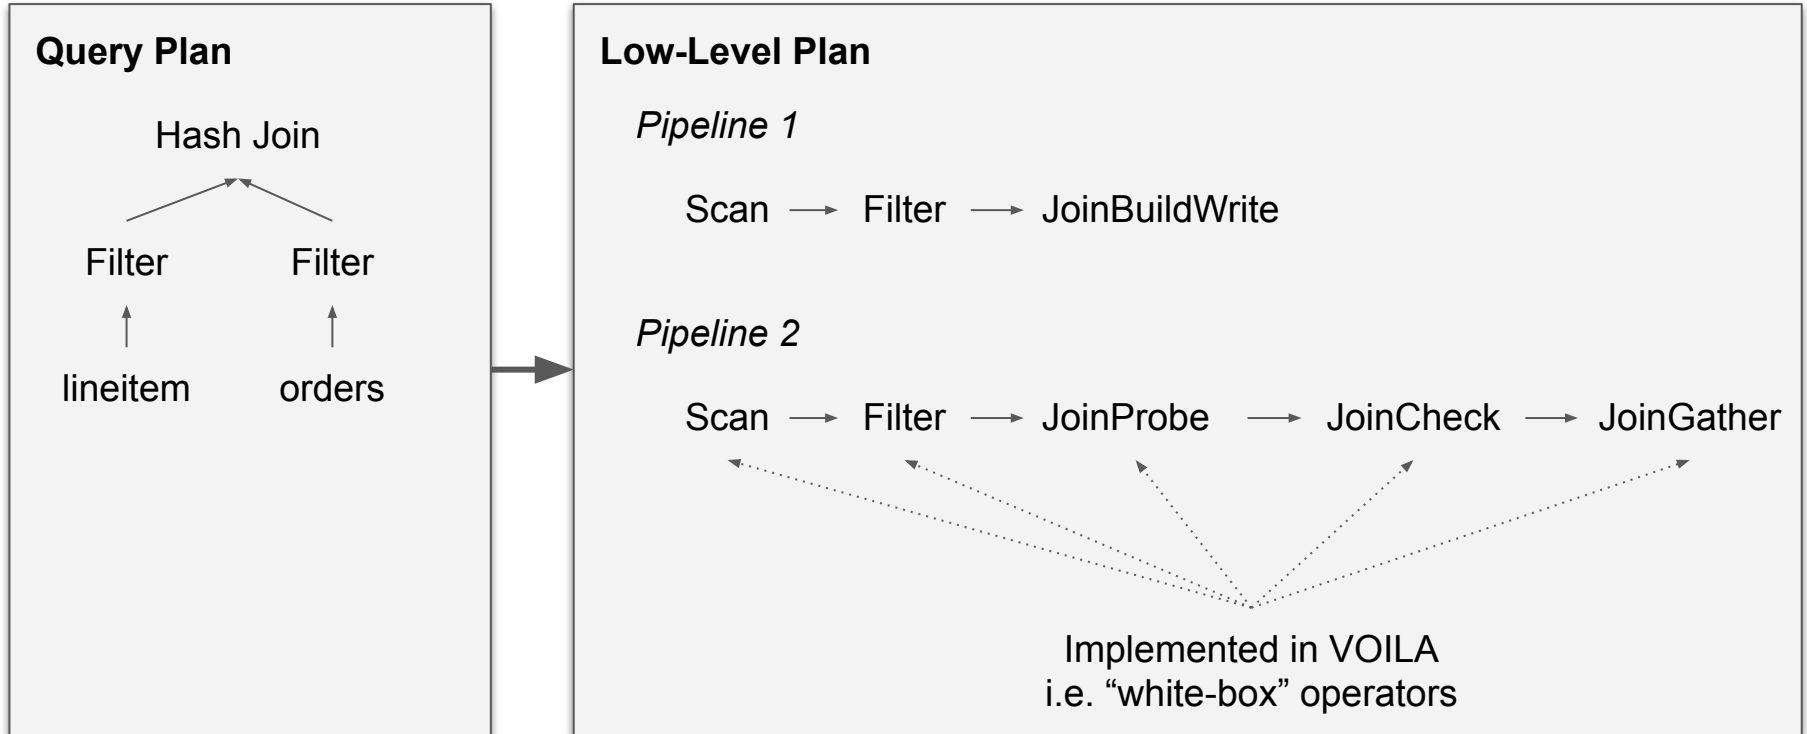 Query Plan
Hash Join
Filter Filter
lineitem orders
Low-Level Plan
Pipeline 1
Scan Filter JoinBuildWrite
Pipeline 2
Scan Filter JoinProbe JoinCheck JoinGather
Implemented in VOILA
i.e. “white-box” operators